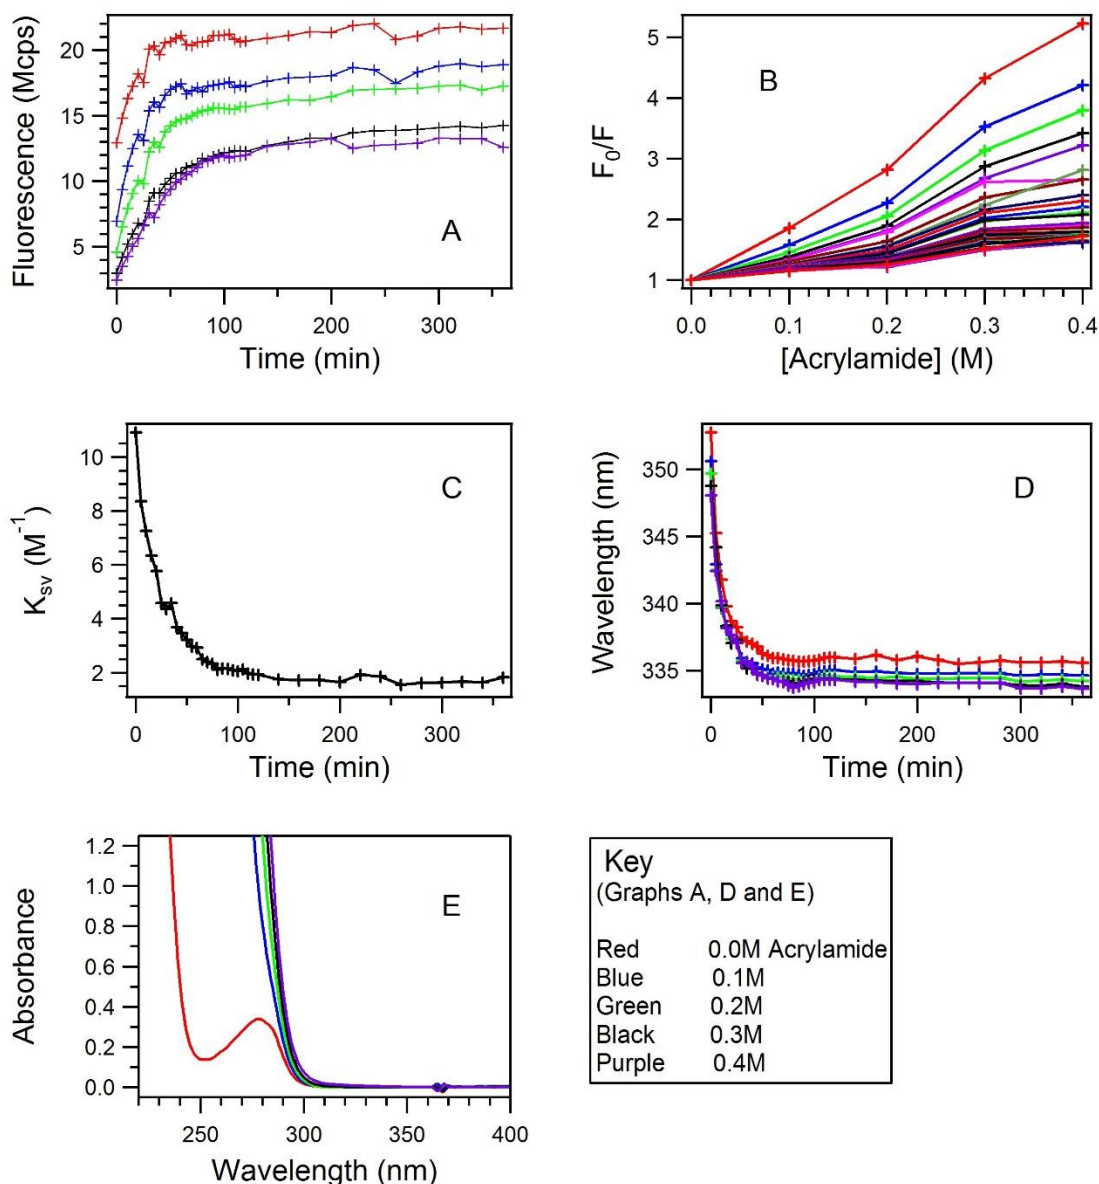 Fluorescence (Mcps)
20
15
10
5
A
0
100
200
300
Time (min)
F0/F
5
4
3
2
1
B
0.0
0.1
0.2
0.3
0.4
[Acrylamide] (M)
Ksv (M-1)
10
8
6
4
2
C
0
100
200
300
Time (min)
Wavelength (nm)
350
345
340
335
D
0
100
200
300
Time (min)
Absorbance
1.2
1.0
0.8
0.6
0.4
0.2
0.0
E
250
300
350
400
Wavelength (nm)
Key
(Graphs A, D and E)
Red 0.0M Acrylamide
Blue 0.1M
Green 0.2M
Black 0.3M
Purple 0.4M